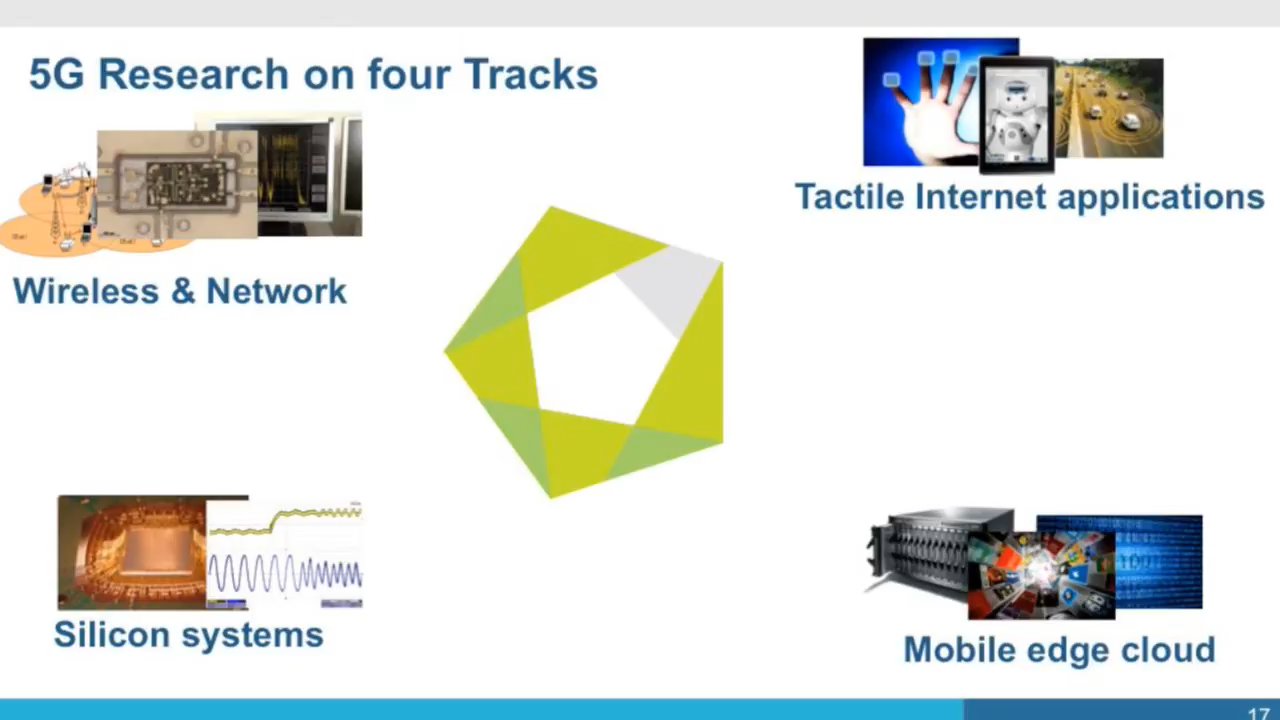 5G Research on four Tracks
Tactile Internet applications
Wireless & Network
Silicon systems
Mobile edge cloud
17